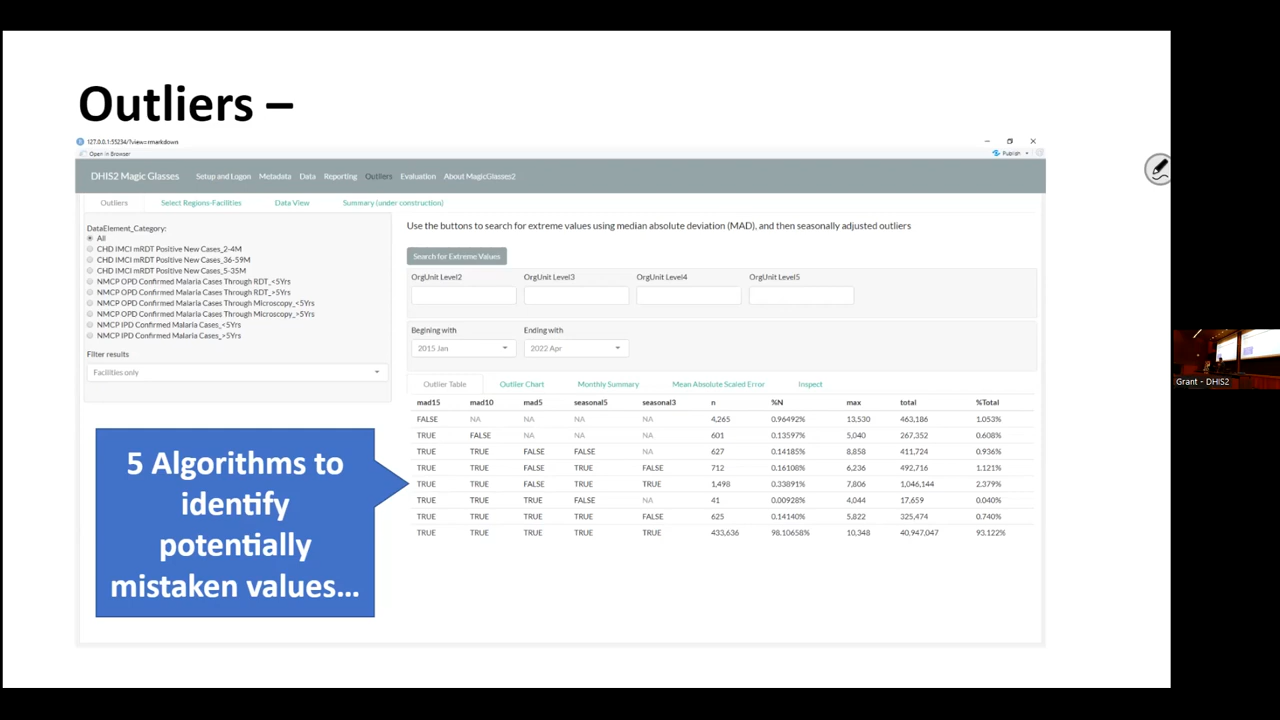 Outliers –
127.0.0.1:55234/?view=rmarkdown
Open in Browser
Publish
DHIS2 Magic Glasses Setup and Logon Metadata Data Reporting Outliers Evaluation About MagicGlasses2
Outliers Select Regions-Facilities Data View Summary (under construction)
DataElement_Category:
All
CHD IMCI mRDT Positive New Cases_2-4M
CHD IMCI mRDT Positive New Cases_36-59M
CHD IMCI mRDT Positive New Cases_5-35M
NMCP OPD Confirmed Malaria Cases Through RDT_<5Yrs
NMCP OPD Confirmed Malaria Cases Through RDT_>5Yrs
NMCP OPD Confirmed Malaria Cases Through Microscopy_<5Yrs
NMCP OPD Confirmed Malaria Cases Through Microscopy_>5Yrs
NMCP IPD Confirmed Malaria Cases_<5Yrs
NMCP IPD Confirmed Malaria Cases_>5Yrs
Filter results
Facilities only
Use the buttons to search for extreme values using median absolute deviation (MAD), and then seasonally adjusted outliers
Search for Extreme Values
OrgUnit Level2 OrgUnit Level3 OrgUnit Level4 OrgUnit Level5
Begining with Ending with
2015 Jan 2022 Apr
Outlier Table Outlier Chart Monthly Summary Mean Absolute Scaled Error Inspect
mad15 mad10 mad5 seasonal5 seasonal3 n %N max total %Total
FALSE NA NA NA NA 4,265 0.96492% 13,530 463,186 1.053%
TRUE FALSE NA NA NA 601 0.13597% 5,040 267,352 0.608%
TRUE TRUE FALSE FALSE NA 627 0.14185% 8,858 411,724 0.936%
TRUE TRUE FALSE TRUE FALSE 712 0.16108% 6,236 492,716 1.121%
TRUE TRUE FALSE TRUE TRUE 1,498 0.33891% 7,806 1,046,144 2.379%
TRUE TRUE TRUE FALSE NA 41 0.00928% 4,044 17,659 0.040%
TRUE TRUE TRUE TRUE FALSE 625 0.14140% 5,822 325,474 0.740%
TRUE TRUE TRUE TRUE TRUE 433,636 98.10658% 10,348 40,947,047 93.122%
5 Algorithms to
identify
potentially
mistaken values…
Grant - DHIS2